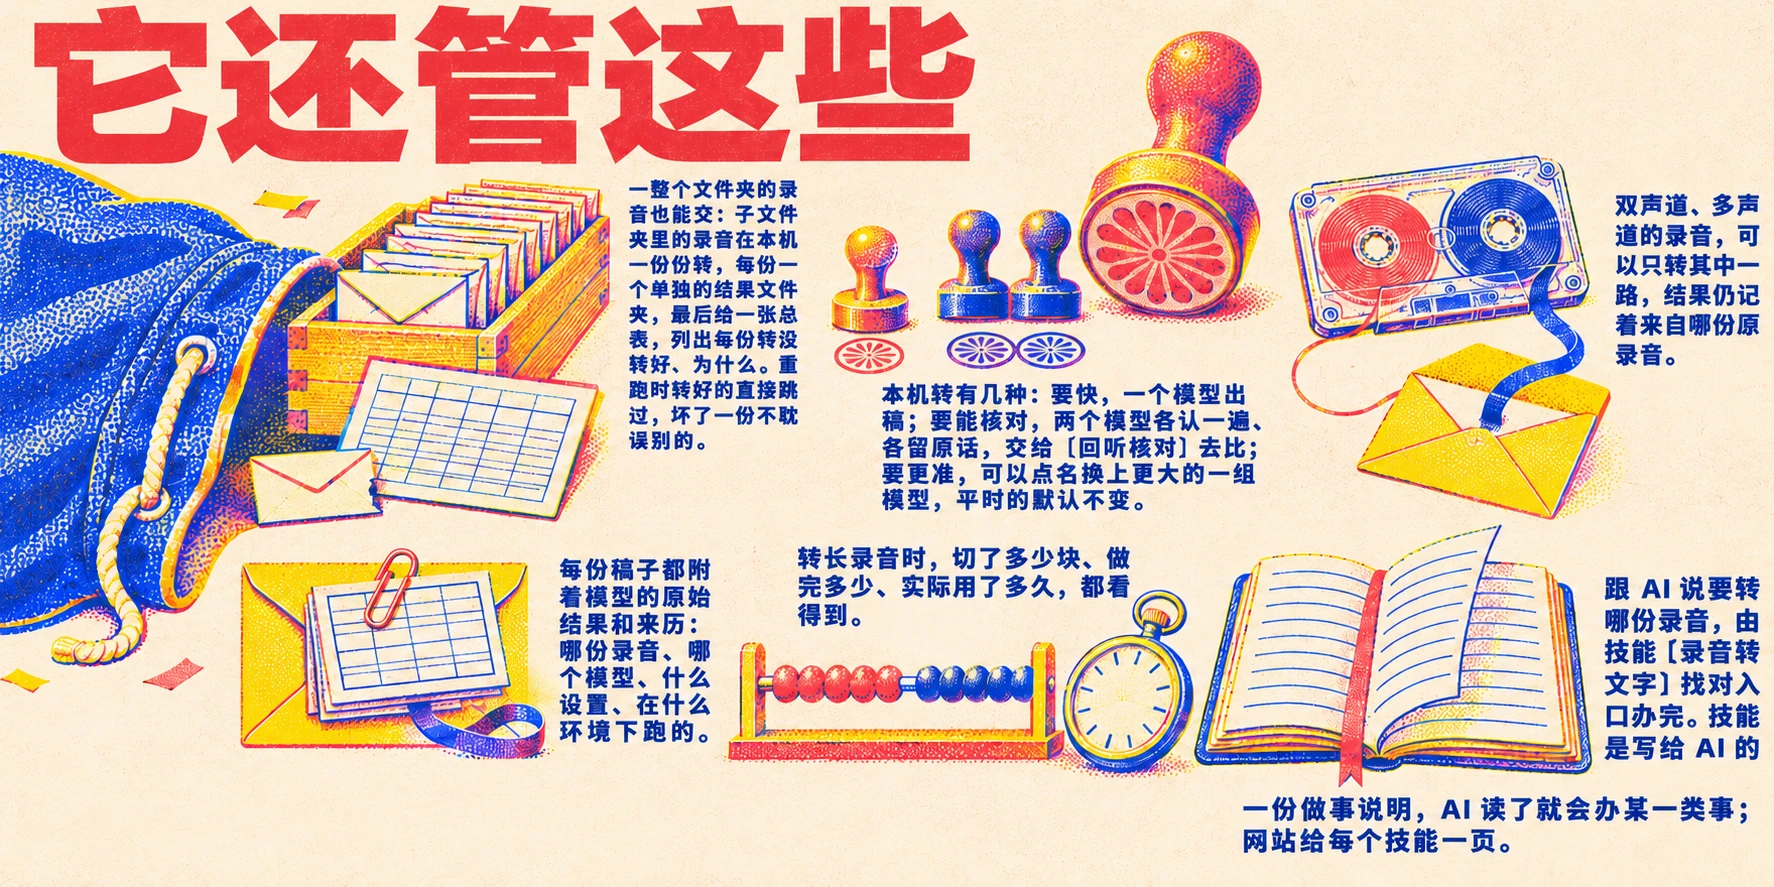 它还管这些
一整个文件夹的录
音也能交：子文件
夹里的录音在本机
一份份转，每份一
个单独的结果文件
夹，最后给一张总
表，列出每份转没
转好、为什么。重
跑时转好的直接跳
过，坏了一份不耽
误别的。
本机转有几种：要快，一个模型出
稿；要能核对，两个模型各认一遍、
各留原话，交给［回听核对］去比；
要更准，可以点名换上更大的一组
模型，平时的默认不变。
双声道、多声
道的录音，可
以只转其中一
路，结果仍记
着来自哪份原
录音。
每份稿子都附
着模型的原始
结果和来历：
哪份录音、哪
个模型、什么
设置、在什么
环境下跑的。
转长录音时，切了多少块、做
完多少、实际用了多久，都看
得到。
跟 AI 说要转
哪份录音，由
技能［录音转
文字］找对入
口办完。技能
是写给 AI 的
一份做事说明，AI 读了就会办某一类事；
网站给每个技能一页。